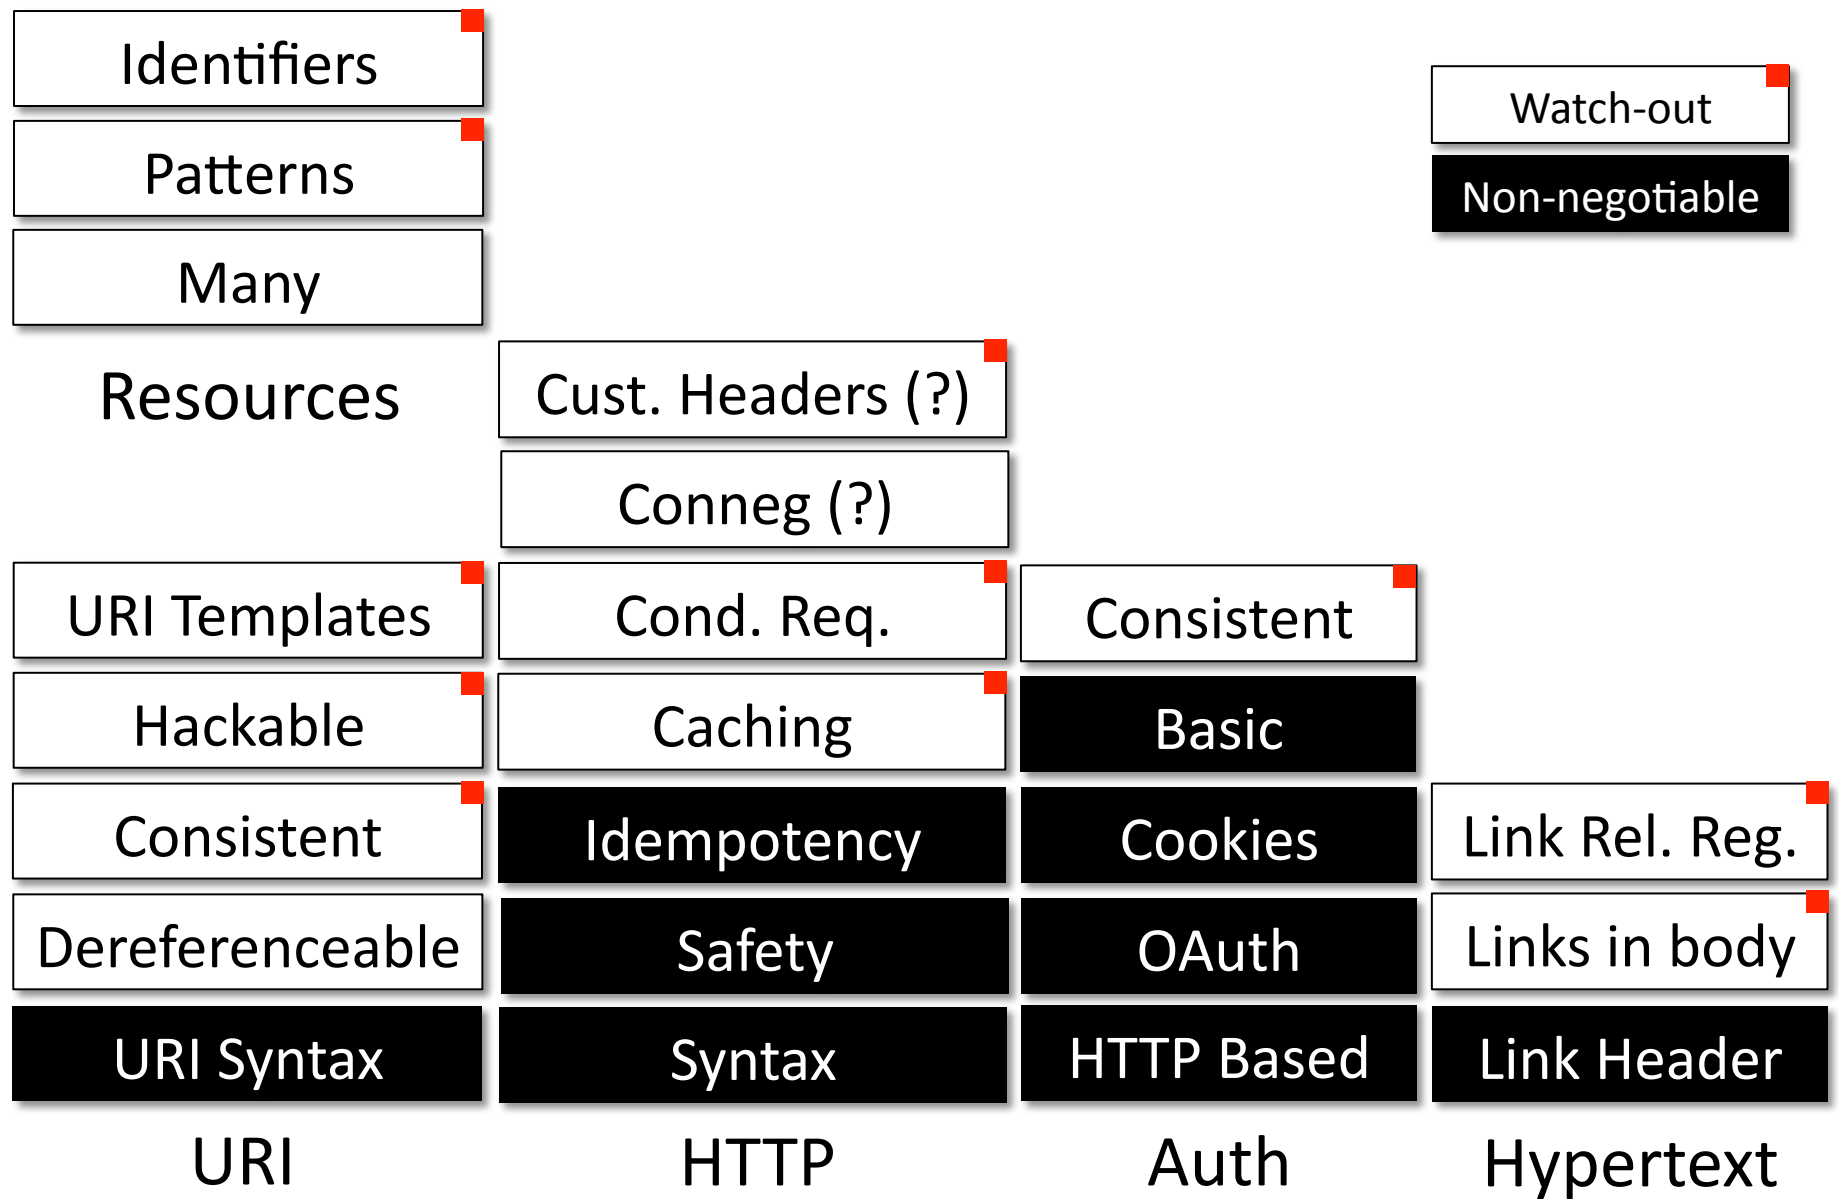 Identifiers
Patterns
Many
Resources
URI Templates
Hackable
Consistent
Dereferenceable
URI Syntax
URI
Cust. Headers (?)
Conneg (?)
Cond. Req.
Caching
Idempotency
Safety
Syntax
HTTP
Consistent
Basic
Cookies
OAuth
HTTP Based
Auth
Watch-out
Non-negotiable
Link Rel. Reg.
Links in body
Link Header
Hypertext